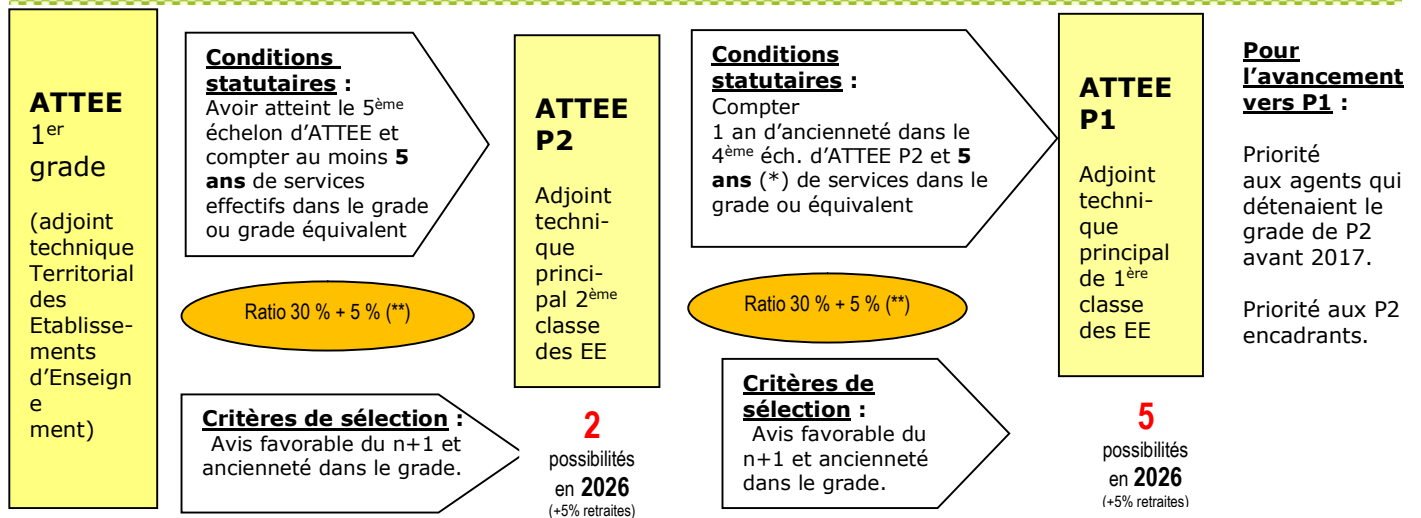 ATTEE
1er
grade
(adjoint
technique
Territorial
des
Etablisse-
ments
d'Enseign
e
ment)
Conditions
statutaires :
Avoir atteint le 5ème
échelon d'ATTEE et
compter au moins 5
ans de services
effectifs dans le grade
ou grade équivalent
Ratio 30 % + 5 % (**)
Critères de sélection :
Avis favorable du n+1 et
ancienneté dans le grade.
ATTEE
P2
Adjoint
techni-
que
princi-
pal 2ème
classe
des EE
2
possibilités
en 2026
(+5% retraites)
Conditions
statutaires :
Compter
1 an d'ancienneté dans le
4ème éch. d'ATTEE P2 et 5
ans (*) de services dans le
grade ou équivalent
Ratio 30 % + 5 % (**)
Critères de
sélection :
Avis favorable du
n+1 et ancienneté
dans le grade.
ATTEE
P1
Adjoint
techni-
que
principal
de 1ère
classe
des EE
5
possibilités
en 2026
(+5% retraites)
Pour
l'avancement
vers P1 :
Priorité
aux agents qui
détenaient le
grade de P2
avant 2017.
Priorité aux P2
encadrants.